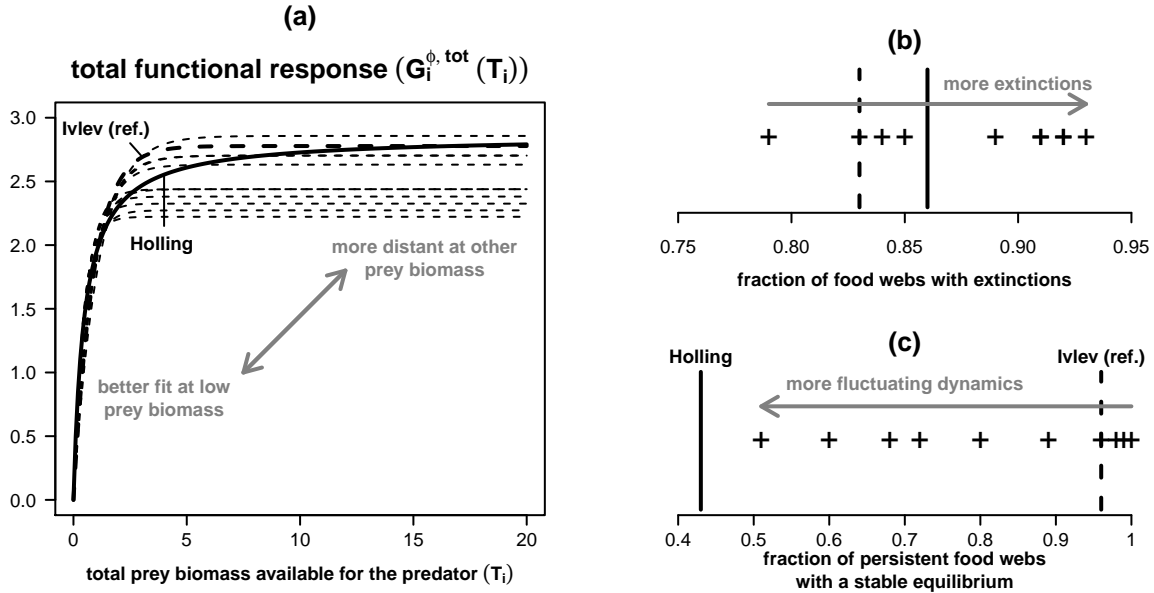 (a)
total functional response (G_i^{ϕ, tot} (T_i))
3.0
2.5
2.0
1.5
1.0
0.5
0.0
Ivlev (ref.)
Holling
more distant at other
prey biomass
better fit at low
prey biomass
0
5
10
15
20
total prey biomass available for the predator (T_i)
(b)
more extinctions
0.75
0.80
0.85
0.90
0.95
fraction of food webs with extinctions
(c)
Holling
Ivlev (ref.)
more fluctuating dynamics
0.4
0.5
0.6
0.7
0.8
0.9
1
fraction of persistent food webs
with a stable equilibrium